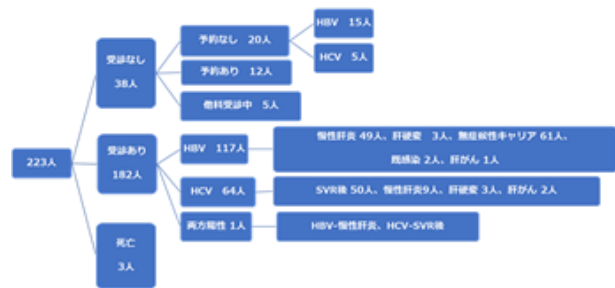 223人
受診なし
38人
予約なし 20人
HBV 15人
HCV 5人
予約あり 12人
他科受診中 5人
受診あり
182人
HBV 117人
慢性肝炎 49人、肝硬変 3人、無症候性キャリア 61人、
既感染 2人、肝がん 1人
HCV 64人
SVR後 50人、慢性肝炎9人、肝硬変 3人、肝がん 2人
両方陽性 1人
HBV-慢性肝炎、HCV-SVR後
死亡
3人